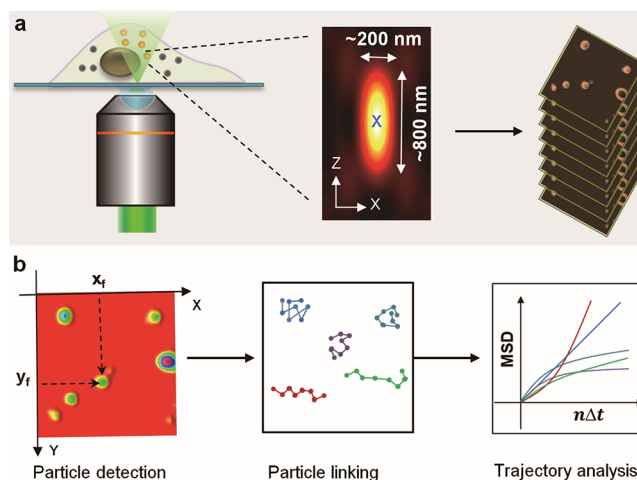 a
~200 nm
X
~800 nm
Z
X
b
x_f
X
y_f
Y
MSD
nΔt
Particle detection
Particle linking
Trajectory analysis